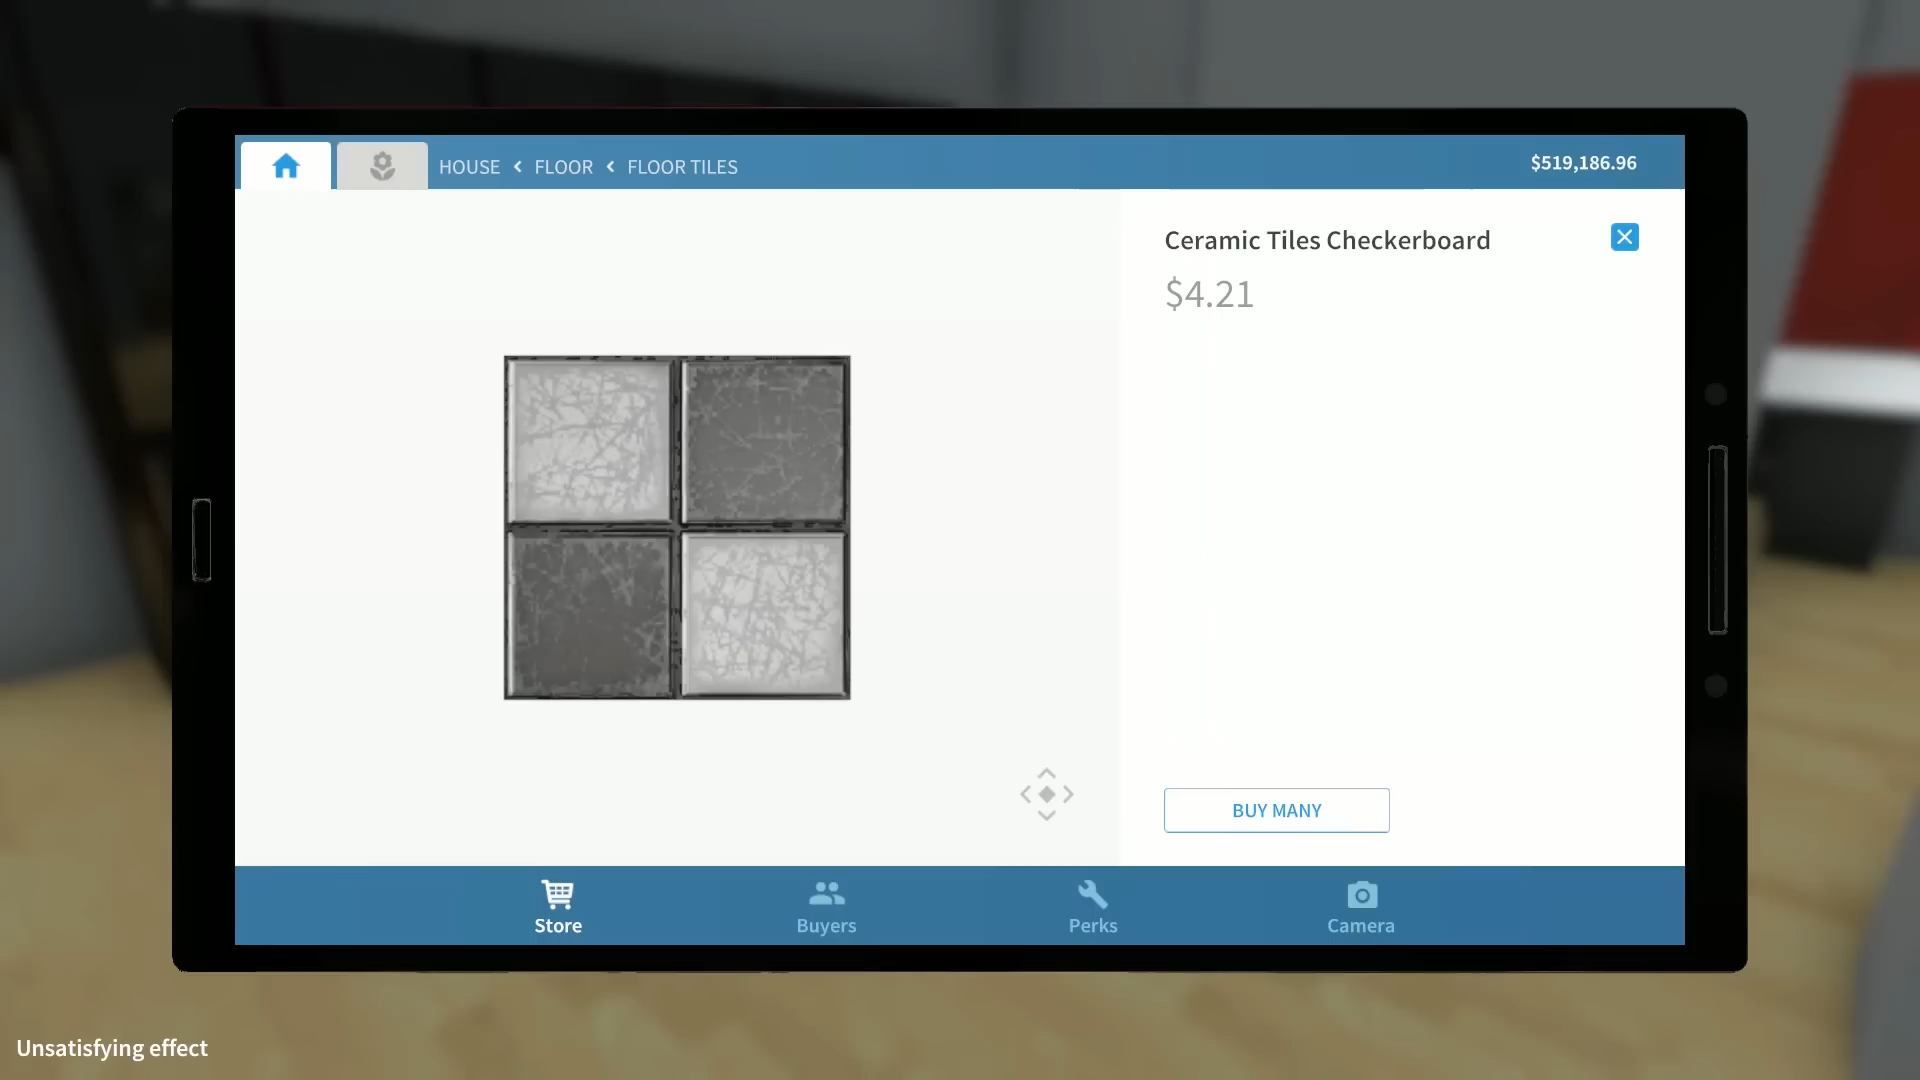 HOUSE < FLOOR < FLOOR TILES
$519,186.96
Ceramic Tiles Checkerboard
$4.21
BUY MANY
Store
Buyers
Perks
Camera
Unsatisfying effect